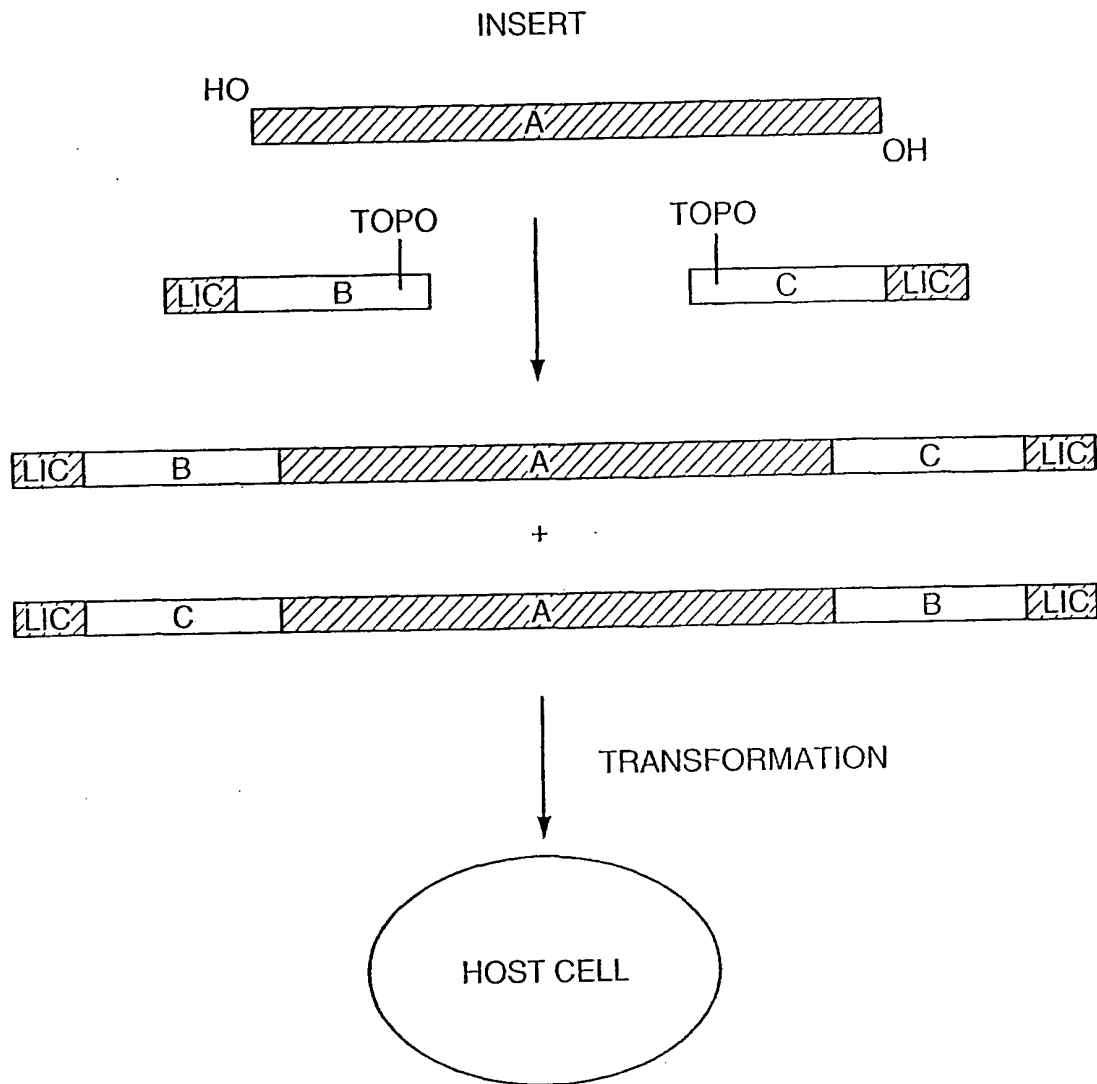 INSERT
HO
A
OH
TOPO
TOPO
LIC B
C LIC
LIC B A C LIC
+
LIC C A B LIC
TRANSFORMATION
HOST CELL